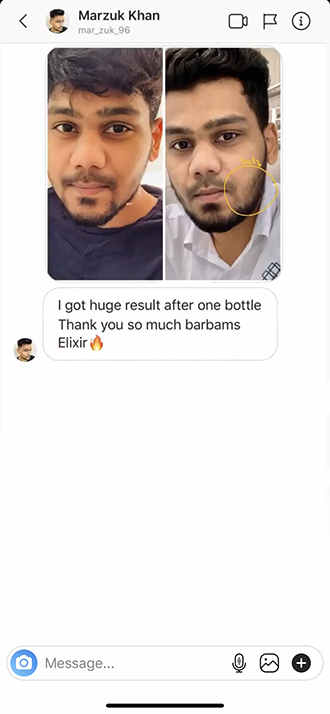 Marzuk Khan
mar_zuk_96
I got huge result after one bottle
Thank you so much barbams
Elixir🔥
Message...